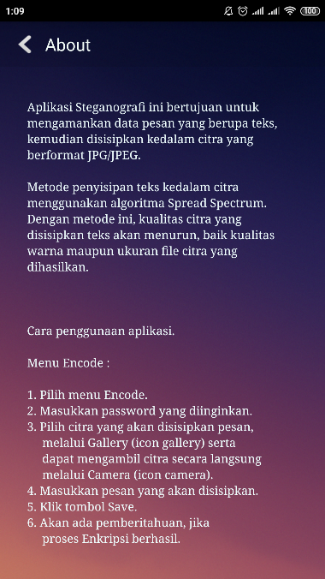 1:09
100
About
Aplikasi Steganografi ini bertujuan untuk
mengamankan data pesan yang berupa teks,
kemudian disisipkan kedalam citra yang
berformat JPG/JPEG.
Metode penyisipan teks kedalam citra
menggunakan algoritma Spread Spectrum.
Dengan metode ini, kualitas citra yang
disisipkan teks akan menurun, baik kualitas
warna maupun ukuran file citra yang
dihasilkan.
Cara penggunaan aplikasi.
Menu Encode :
1. Pilih menu Encode.
2. Masukkan password yang diinginkan.
3. Pilih citra yang akan disisipkan pesan,
melalui Gallery (icon gallery) serta
dapat mengambil citra secara langsung
melalui Camera (icon camera).
4. Masukkan pesan yang akan disisipkan.
5. Klik tombol Save.
6. Akan ada pemberitahuan, jika
proses Enkripsi berhasil.